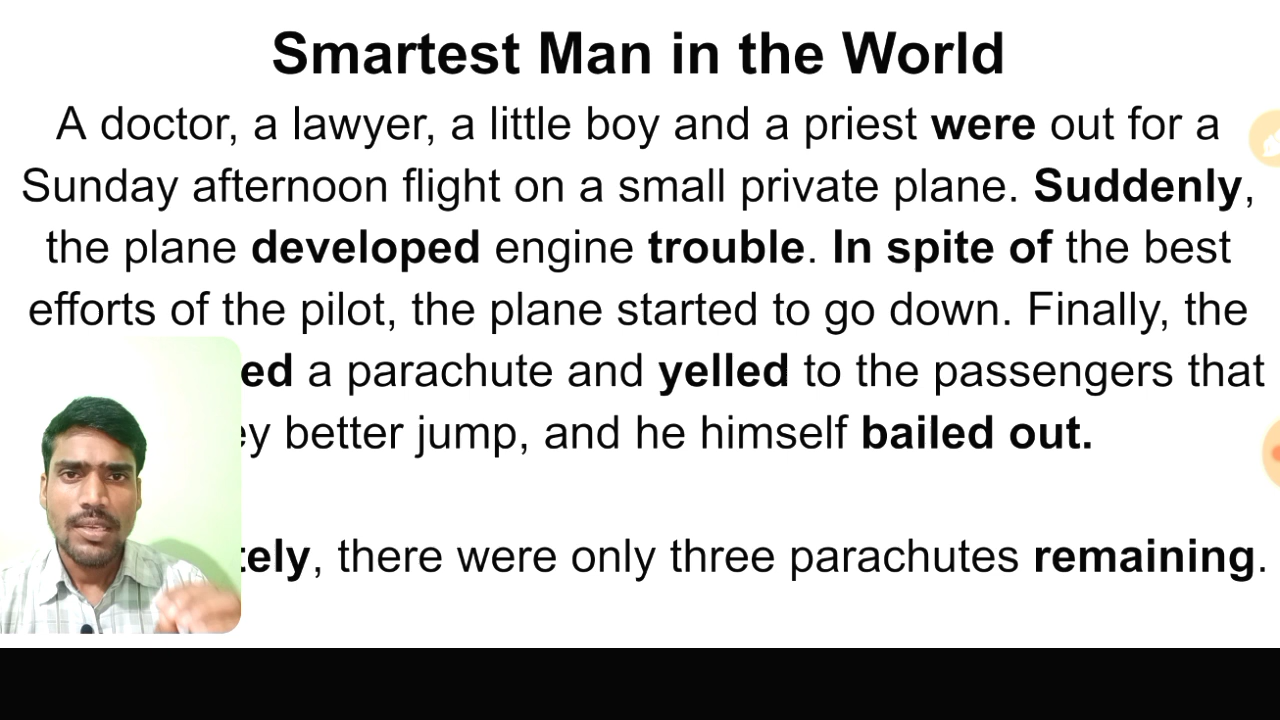 Smartest Man in the World
A doctor, a lawyer, a little boy and a priest were out for a
Sunday afternoon flight on a small private plane. Suddenly,
the plane developed engine trouble. In spite of the best
efforts of the pilot, the plane started to go down. Finally, the
a parachute and yelled to the passengers that
better jump, and he himself bailed out.
, there were only three parachutes remaining.